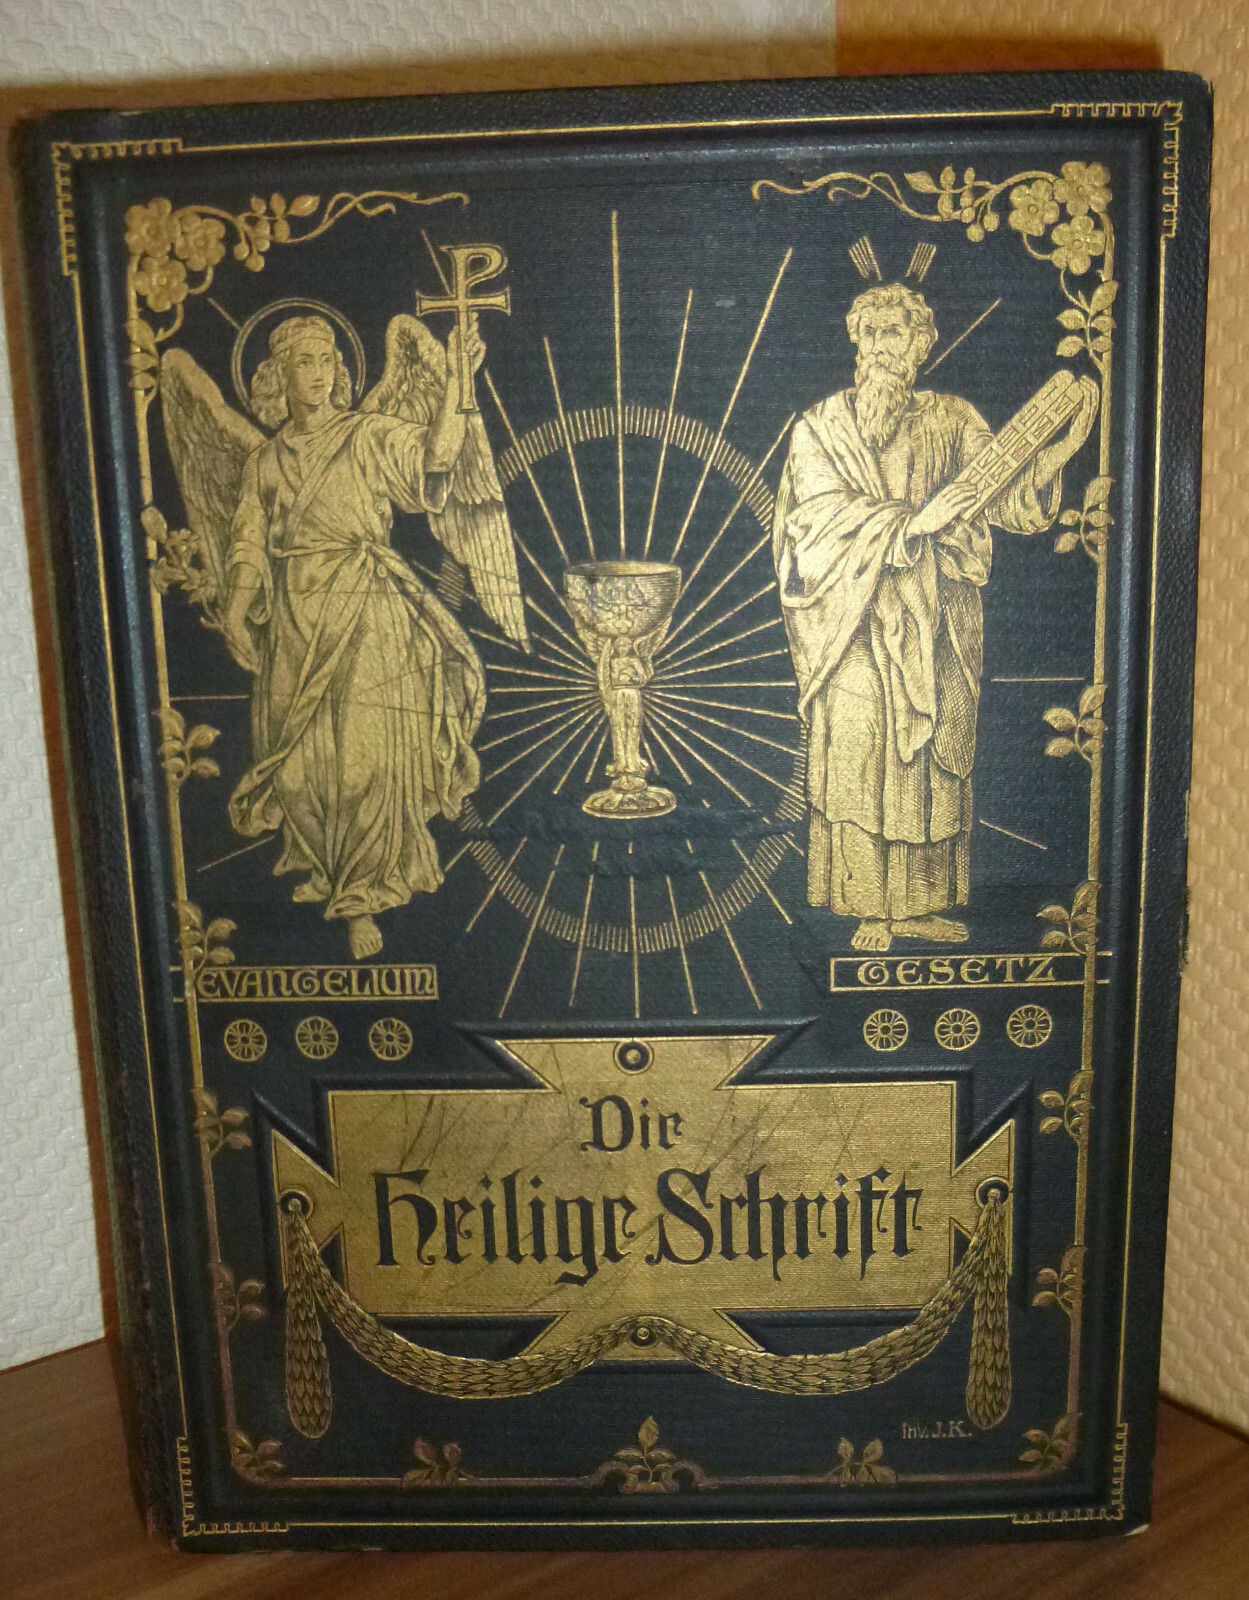 EVANGELIUM
GESETZ
Die
Heilige Schrift
Inv. J. K.